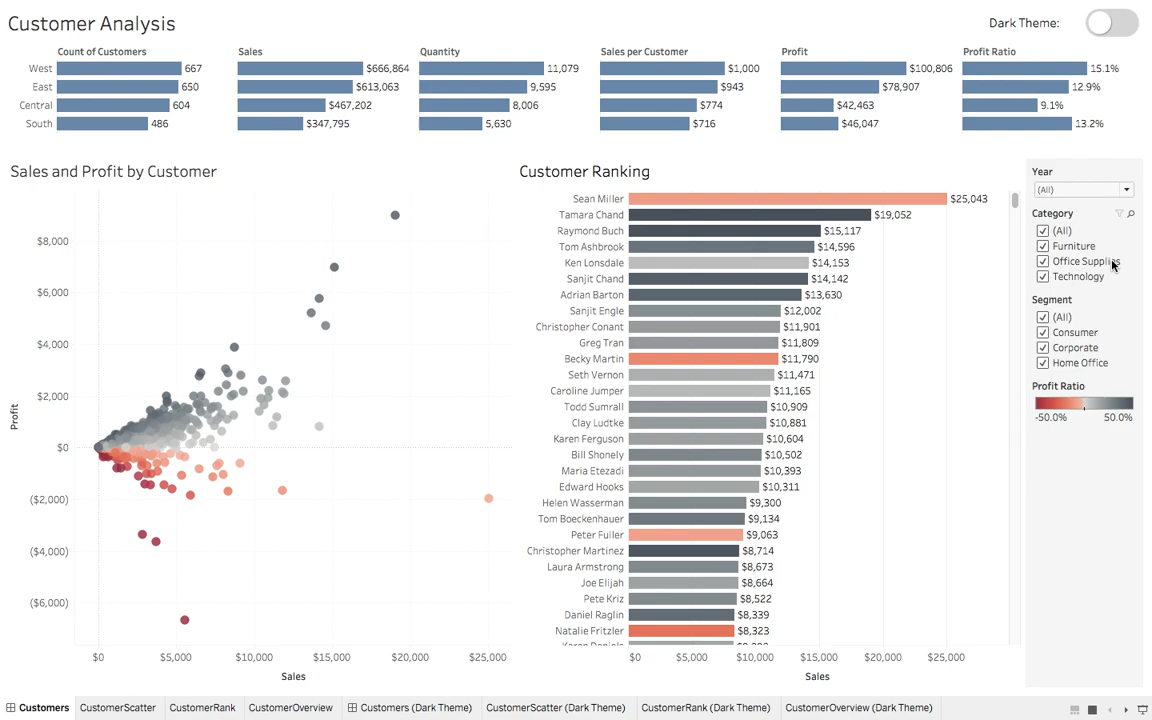 Customer Analysis
Dark Theme:
Count of Customers Sales Quantity Sales per Customer Profit Profit Ratio
West 667 $666,864 11,079 $1,000 $100,806 15.1%
East 650 $613,063 9,595 $943 $78,907 12.9%
Central 604 $467,202 8,006 $774 $42,463 9.1%
South 486 $347,795 5,630 $716 $46,047 13.2%
Sales and Profit by Customer
$8,000
$6,000
$4,000
$2,000
$0
($2,000)
($4,000)
($6,000)
Profit
$0 $5,000 $10,000 $15,000 $20,000 $25,000
Sales
Customer Ranking
Sean Miller $25,043
Tamara Chand $19,052
Raymond Buch $15,117
Tom Ashbrook $14,596
Ken Lonsdale $14,153
Sanjit Chand $14,142
Adrian Barton $13,630
Sanjit Engle $12,002
Christopher Conant $11,901
Greg Tran $11,809
Becky Martin $11,790
Seth Vernon $11,471
Caroline Jumper $11,165
Todd Sumrall $10,909
Clay Ludtke $10,881
Karen Ferguson $10,604
Bill Shonely $10,502
Maria Etezadi $10,393
Edward Hooks $10,311
Helen Wasserman $9,300
Tom Boeckenhauer $9,134
Peter Fuller $9,063
Christopher Martinez $8,714
Laura Armstrong $8,673
Joe Elijah $8,664
Pete Kriz $8,522
Daniel Raglin $8,339
Natalie Fritzler $8,323
Karen Daniels
$0 $5,000 $10,000 $15,000 $20,000 $25,000
Sales
Year
(All)
Category
(All)
Furniture
Office Supplies
Technology
Segment
(All)
Consumer
Corporate
Home Office
Profit Ratio
-50.0% 50.0%
Customers CustomerScatter CustomerRank CustomerOverview Customers (Dark Theme) CustomerScatter (Dark Theme) CustomerRank (Dark Theme) CustomerOverview (Dark Theme)